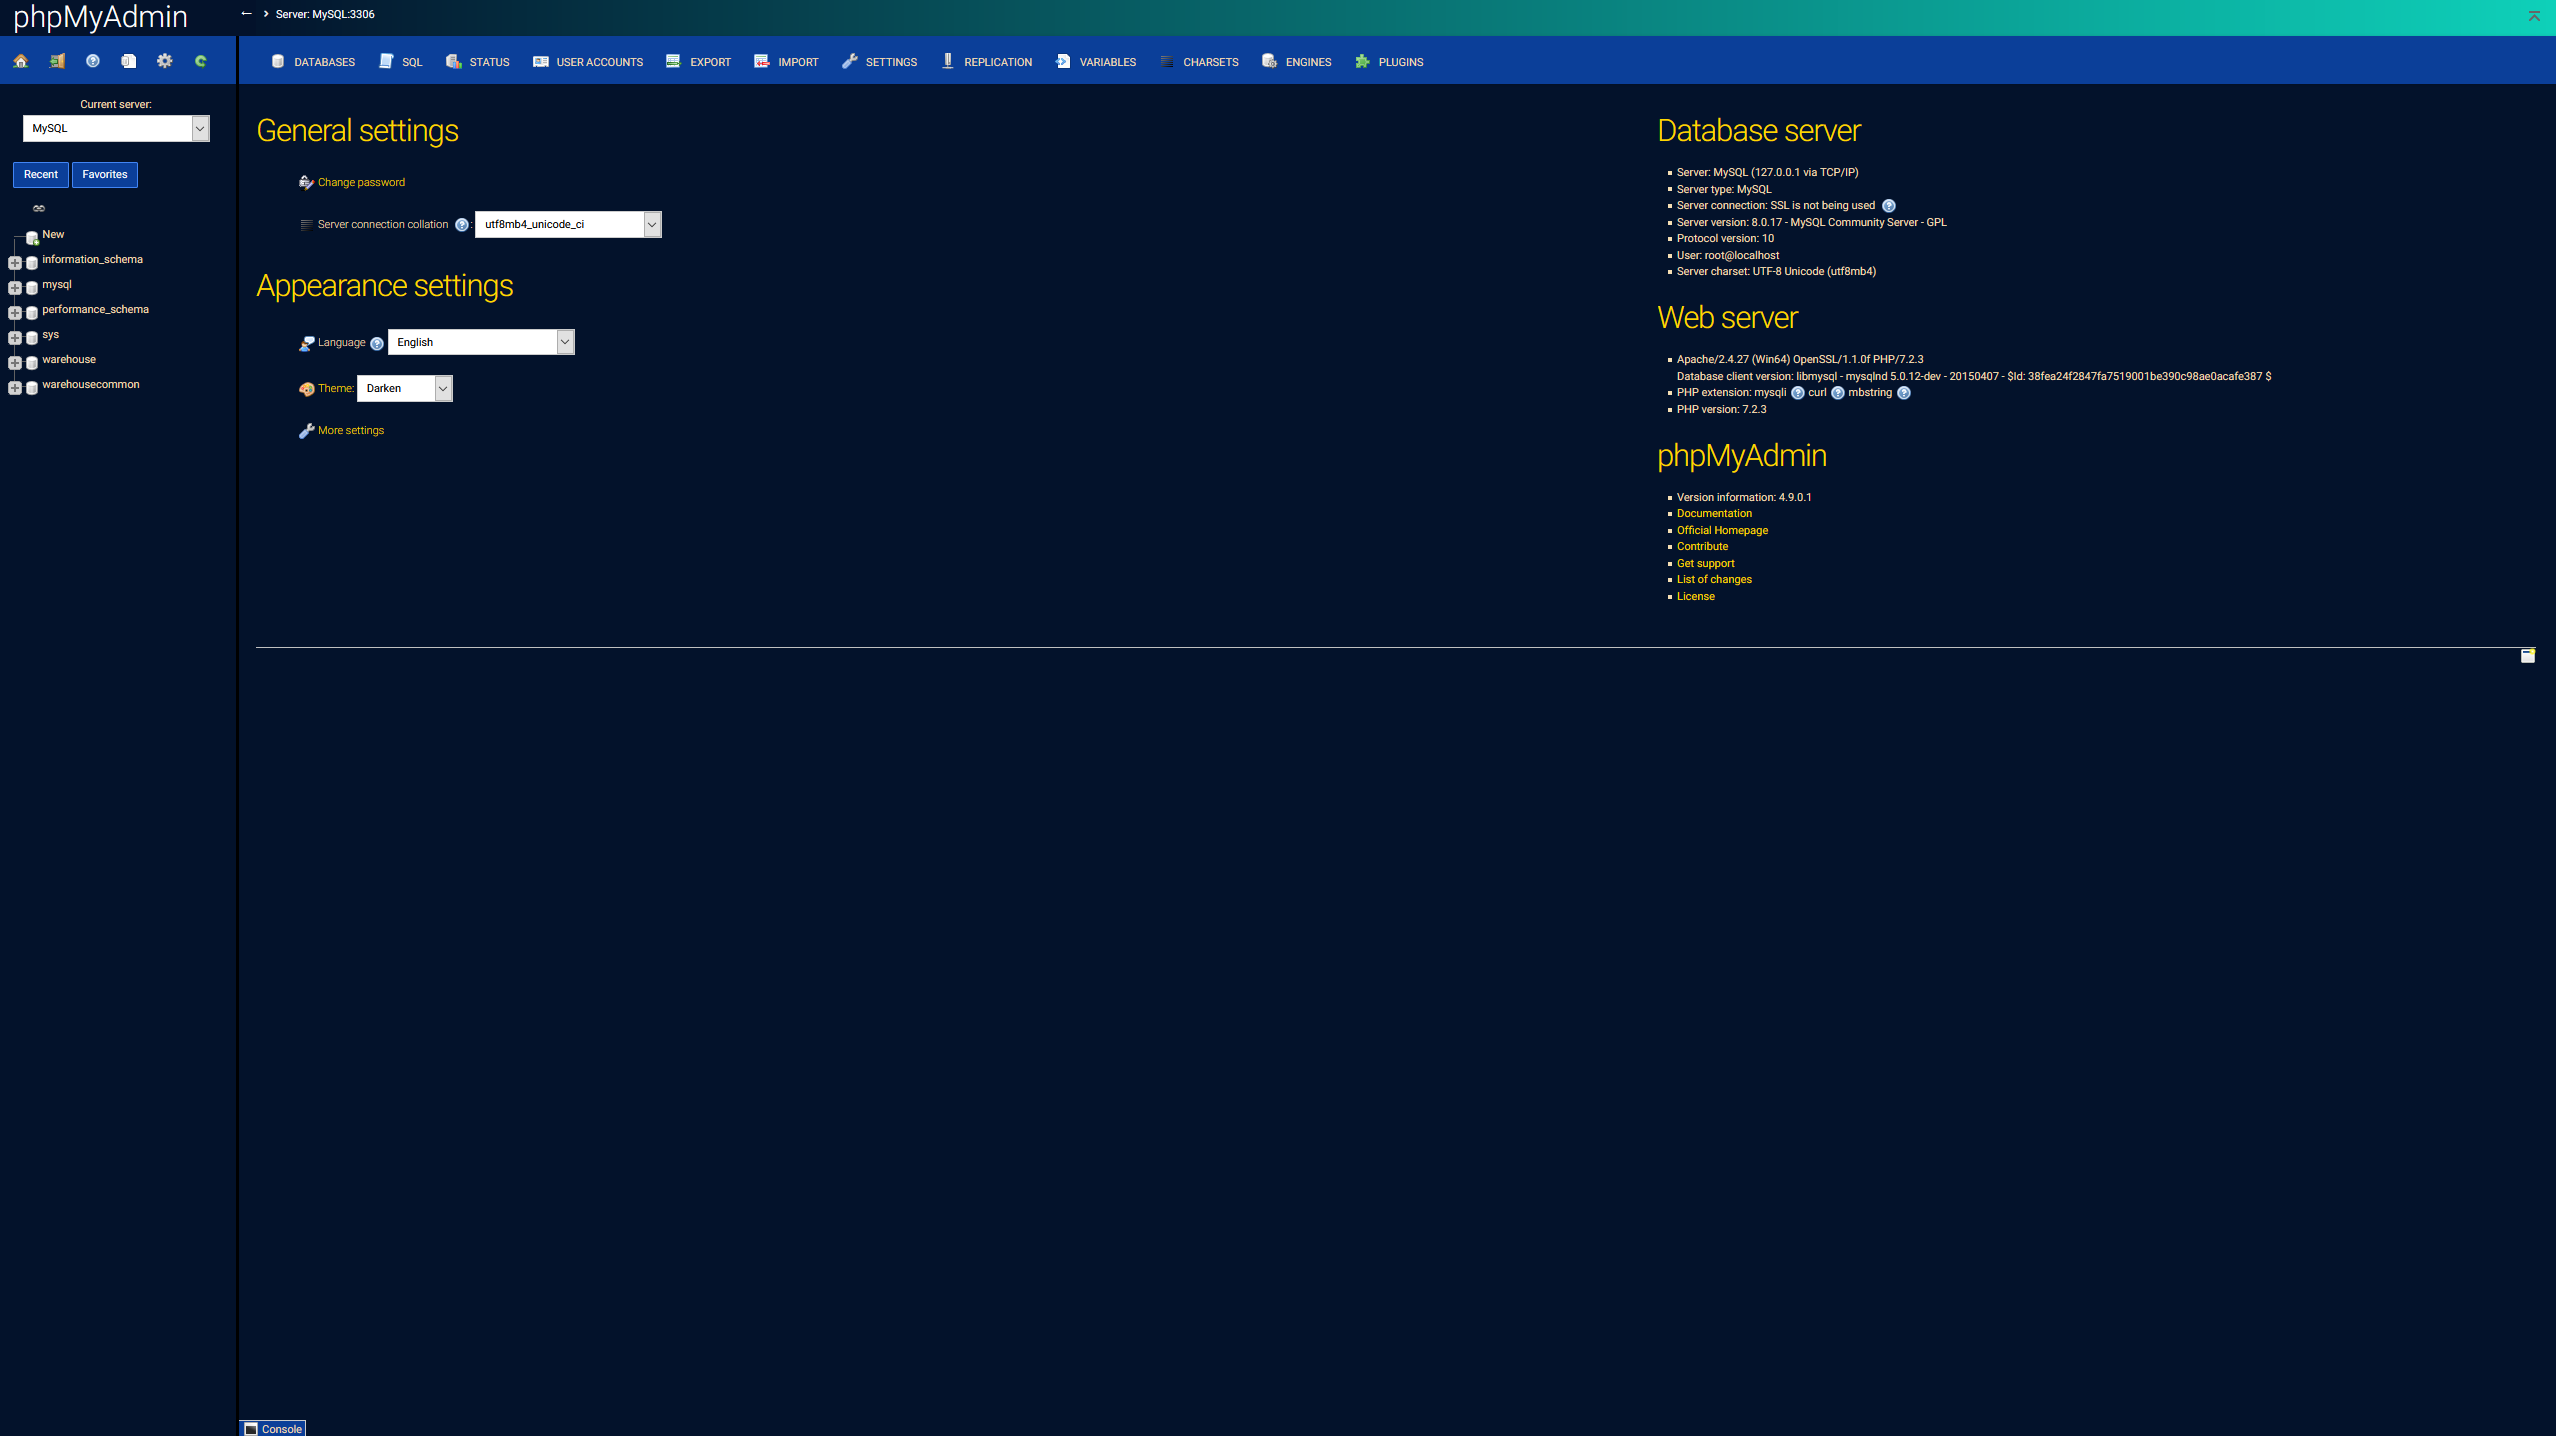 phpMyAdmin
← › Server: MySQL:3306
DATABASES SQL STATUS USER ACCOUNTS EXPORT IMPORT SETTINGS REPLICATION VARIABLES CHARSETS ENGINES PLUGINS
Current server:
MySQL
Recent Favorites
New
information_schema
mysql
performance_schema
sys
warehouse
warehousecommon
General settings
Change password
Server connection collation : utf8mb4_unicode_ci
Appearance settings
Language English
Theme: Darken
More settings
Database server
Server: MySQL (127.0.0.1 via TCP/IP)
Server type: MySQL
Server connection: SSL is not being used
Server version: 8.0.17 - MySQL Community Server - GPL
Protocol version: 10
User: root@localhost
Server charset: UTF-8 Unicode (utf8mb4)
Web server
Apache/2.4.27 (Win64) OpenSSL/1.1.0f PHP/7.2.3
Database client version: libmysql - mysqlnd 5.0.12-dev - 20150407 - $Id: 38fea24f2847fa7519001be390c98ae0acafe387 $
PHP extension: mysqli curl mbstring
PHP version: 7.2.3
phpMyAdmin
Version information: 4.9.0.1
Documentation
Official Homepage
Contribute
Get support
List of changes
License
Console